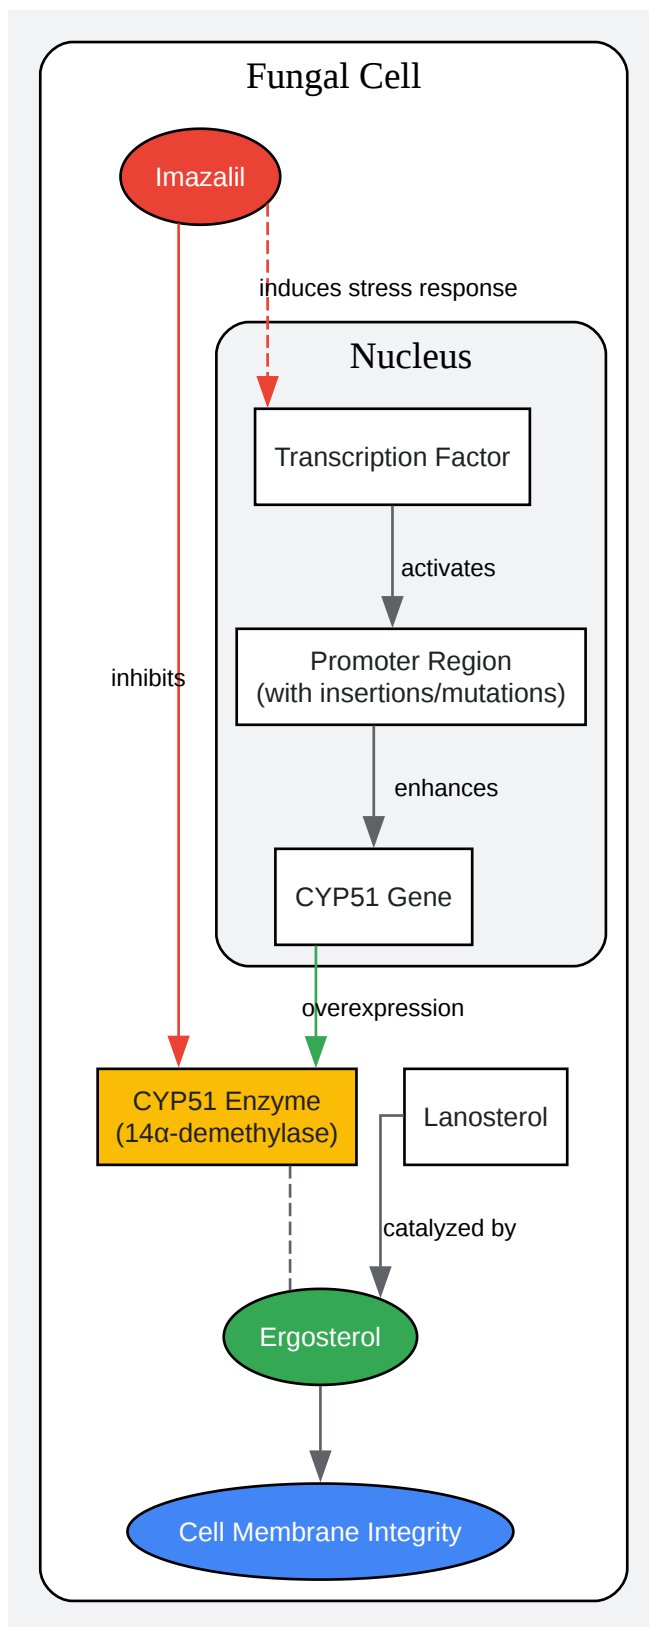 Fungal Cell
Imazalil
induces stress response
Nucleus
Transcription Factor
activates
Promoter Region
(with insertions/mutations)
inhibits
enhances
CYP51 Gene
overexpression
CYP51 Enzyme
(14α-demethylase)
Lanosterol
catalyzed by
Ergosterol
Cell Membrane Integrity